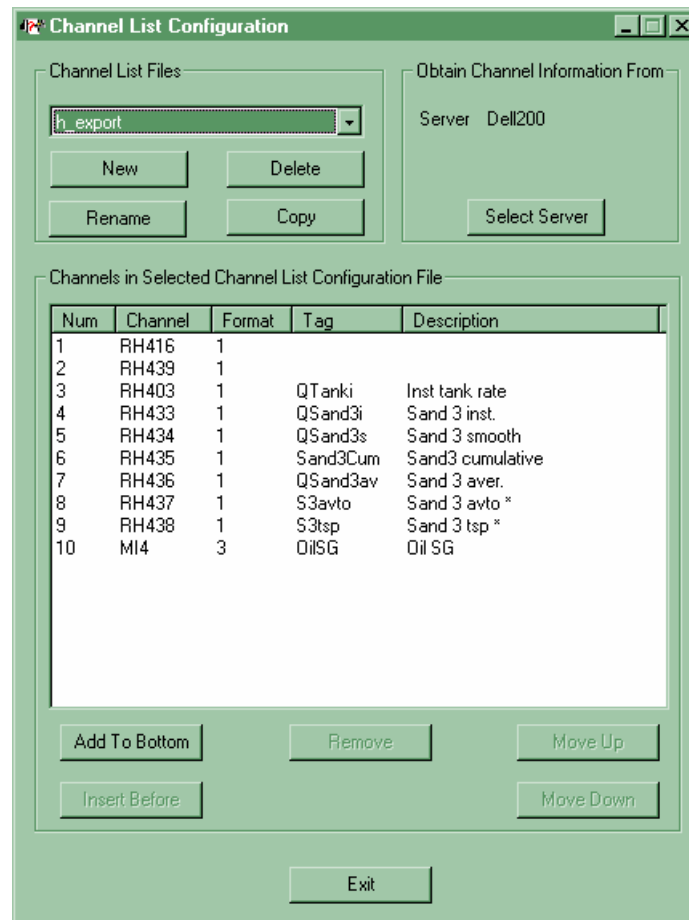 Channel List Configuration
Channel List Files
Obtain Channel Information From
h_export
Server Dell200
New Delete
Rename Copy
Select Server
Channels in Selected Channel List Configuration File
Num Channel Format Tag Description
1 RH416 1
2 RH439 1
3 RH403 1 QTanki Inst tank rate
4 RH433 1 QSand3i Sand 3 inst.
5 RH434 1 QSand3s Sand 3 smooth
6 RH435 1 Sand3Cum Sand3 cumulative
7 RH436 1 QSand3av Sand 3 aver.
8 RH437 1 S3avto Sand 3 avto *
9 RH438 1 S3tsp Sand 3 tsp *
10 MI4 3 OilSG Oil SG
Add To Bottom Remove Move Up
Insert Before Move Down
Exit